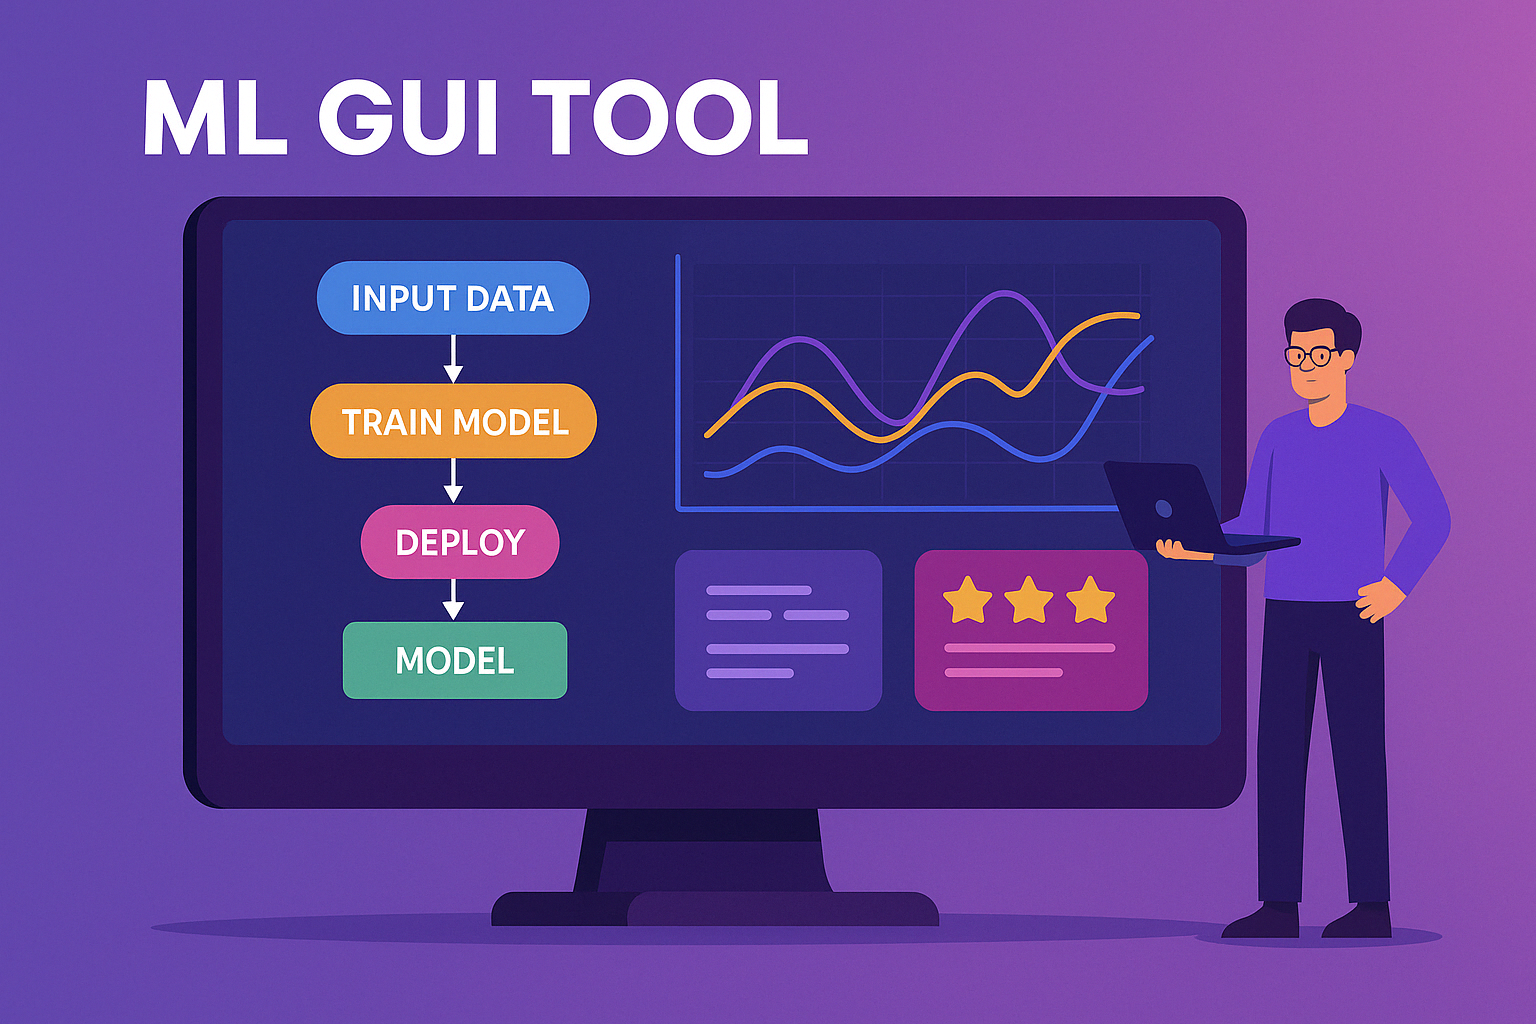 ML GUI TOOL
INPUT DATA
TRAIN MODEL
DEPLOY
MODEL